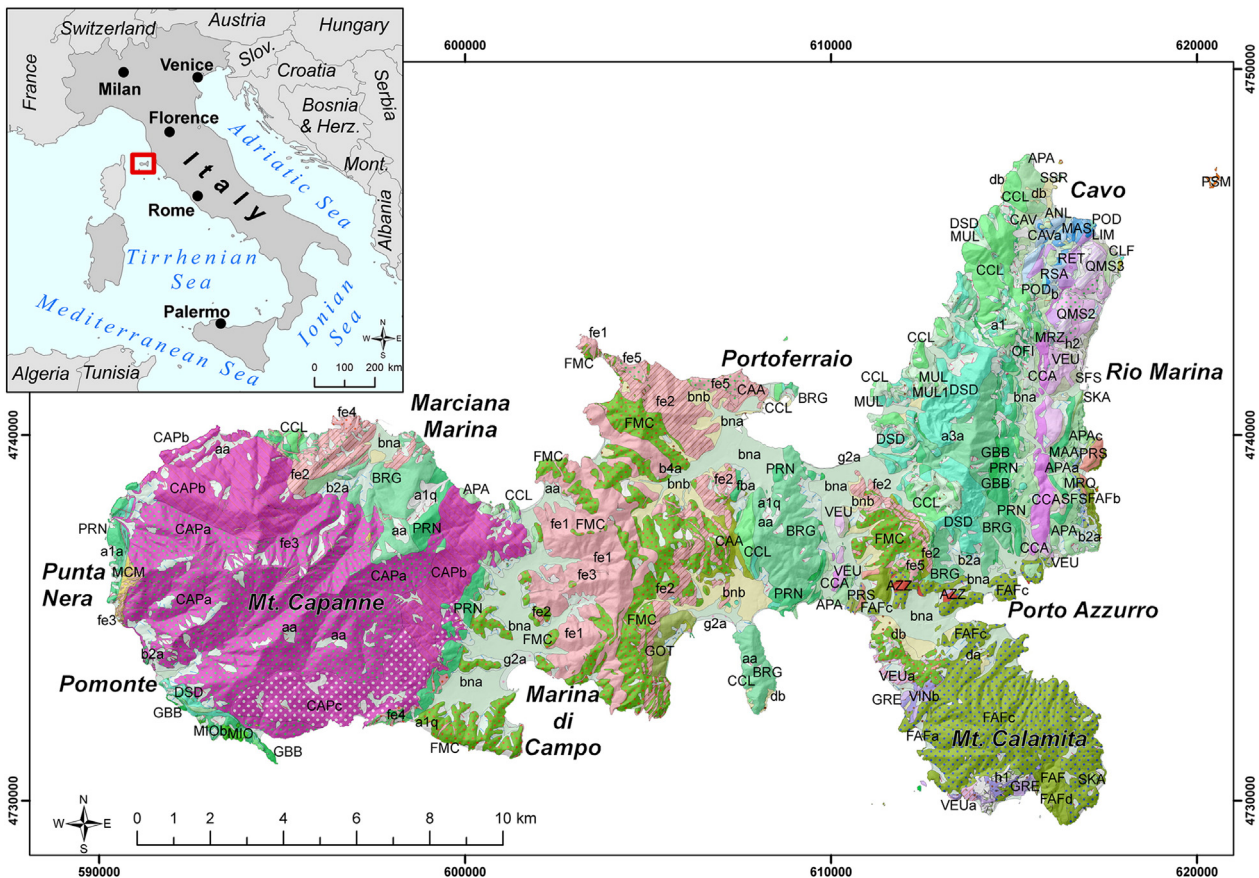 Switzerland
Austria
Hungary
France
Slov.
Croatia
Serbia
Bosnia
& Herz.
Mont.
Albania
Milan
Venice
Florence
Italy
Rome
Palermo
Adriatic Sea
Tirrhenian
Sea
Ionian
Sea
Mediterranean Sea
Algeria
Tunisia
N
W
E
S
0 100 200 km
600000
610000
620000
4750000
4740000
4730000
4750000
4740000
4730000
590000
600000
610000
620000
N
W
E
S
0 1 2 4 6 8 10 km
Cavo
Rio Marina
Portoferraio
Marciana
Marina
Punta
Nera
Mt. Capanne
Pomonte
Marina
di
Campo
Porto Azzurro
Mt. Calamita
APA
SSR
db
CCL
db
PSM
DSD
MUL
CAV
ANL
CAVa
MAS
POD
LIM
CLF
RET
QMS3
RSA
CCL
POD
b
QMS2
a1
MRZ
h2
OFI
VEU
CCA
SFS
bna
SKA
CCL
CCL
MUL
MUL
MUL1
DSD
DSD
a3a
GBB
PRN
GBB
APAc
MAA
PRS
APAa
MRQ
CCA
SFS
FAFb
CCL
PRN
DSD
BRG
APA
b2a
CCA
VEU
b2a
bna
FAFc
fe1
FMC
fe5
fe2
fe5
bnb
CAA
CCL
BRG
bna
FMC
bna
b4a
bnb
fe2
fba
PRN
a1q
aa
BRG
g2a
bna
bnb
fe2
VEU
FMC
VEU
CCA
PRS
FAFc
APA
fe2
fe5
BRG
AZZ
AZZ
bna
FAFc
da
db
VEUa
GRE
VINb
FAFa
FAFc
h1
GRE
FAF
FAFd
SKA
VEUa
fe4
CCL
CAPb
aa
CAPb
fe2
b2a
bna
BRG
a1q
APA
CCL
PRN
aa
CAPa
PRN
a1a
MCM
fe3
fe3
CAPa
CAPb
CAPa
aa
aa
b2a
DSD
GBB
MIOb
MIO
GBB
CAPc
fe4
a1q
FMC
PRN
bna
g2a
bna
FMC
fe2
fe1
FMC
aa
fe1
FMC
fe1
fe3
fe2
CAA
CCL
bnb
PRN
FMC
GOT
g2a
aa
CCL
BRG
db